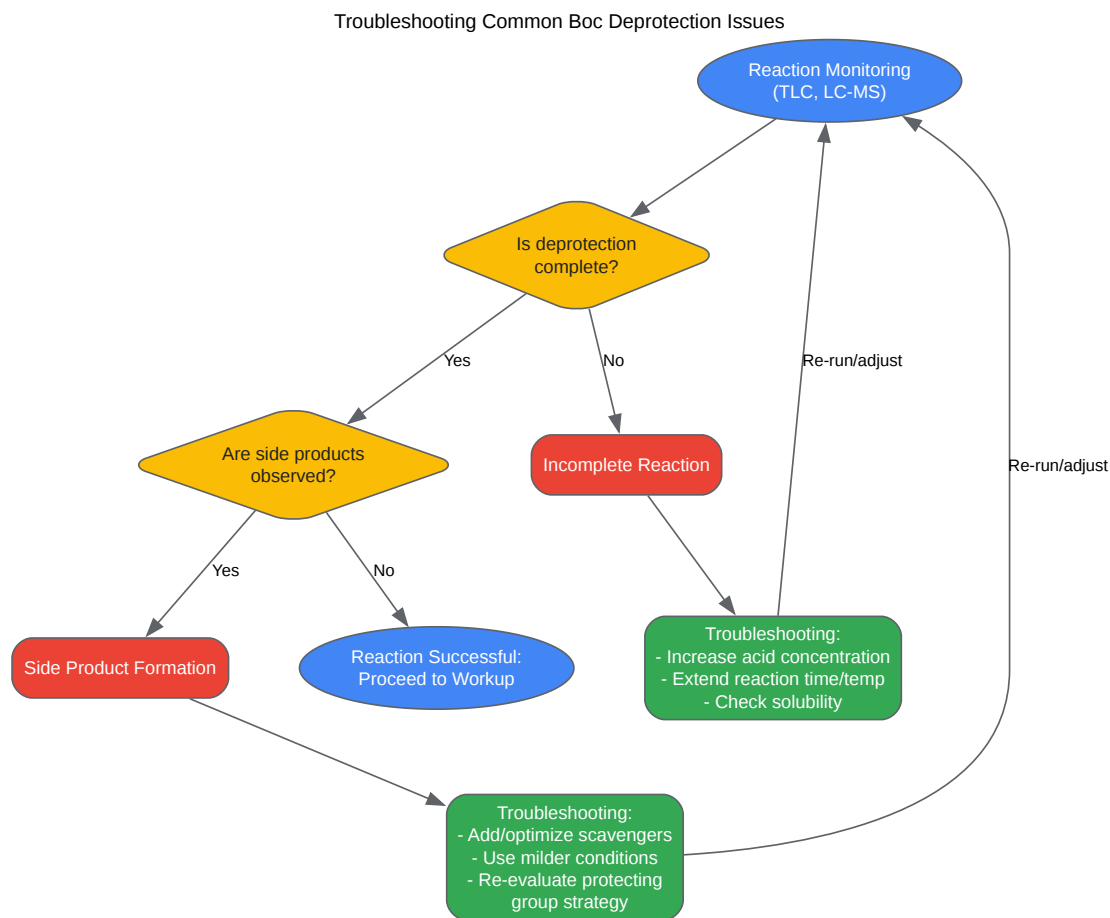 Troubleshooting Common Boc Deprotection Issues
Reaction Monitoring
(TLC, LC-MS)
Is deprotection
complete?
Yes
No
Re-run/adjust
Are side products
observed?
Incomplete Reaction
Re-run/adjust
Yes
No
Side Product Formation
Reaction Successful:
Proceed to Workup
Troubleshooting:
- Increase acid concentration
- Extend reaction time/temp
- Check solubility
Troubleshooting:
- Add/optimize scavengers
- Use milder conditions
- Re-evaluate protecting
group strategy